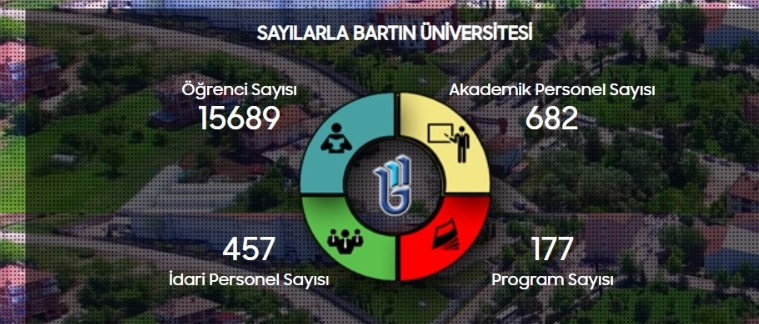 SAYILARLA BARTIN ÜNİVERSİTESİ
Öğrenci Sayısı
15689
Akademik Personel Sayısı
682
457
İdari Personel Sayısı
177
Program Sayısı